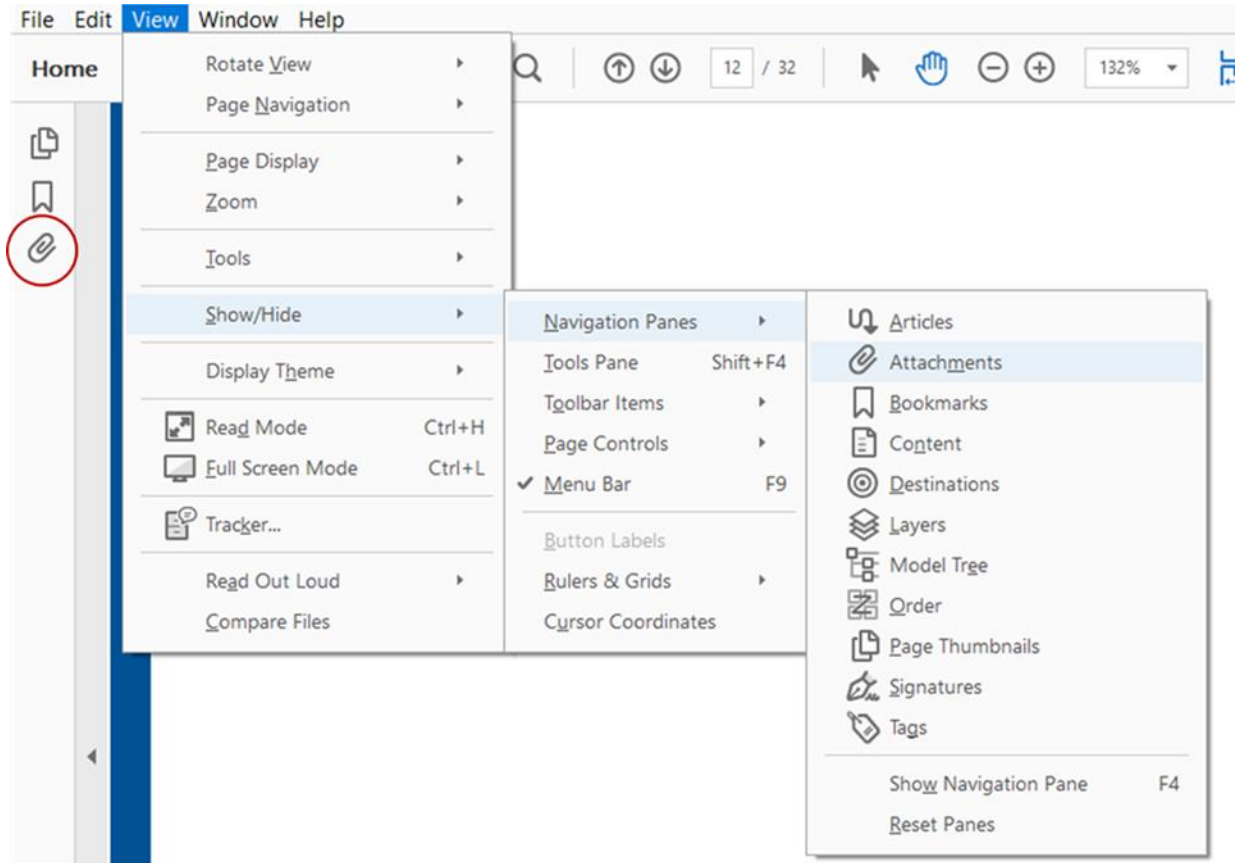 File Edit View Window Help
Home
12 / 32
132%
Rotate View
Page Navigation
Page Display
Zoom
Tools
Show/Hide
Display Theme
Read Mode Ctrl+H
Full Screen Mode Ctrl+L
Tracker...
Read Out Loud
Compare Files
Navigation Panes
Tools Pane Shift+F4
Toolbar Items
Page Controls
Menu Bar F9
Button Labels
Rulers & Grids
Cursor Coordinates
Articles
Attachments
Bookmarks
Content
Destinations
Layers
Model Tree
Order
Page Thumbnails
Signatures
Tags
Show Navigation Pane F4
Reset Panes